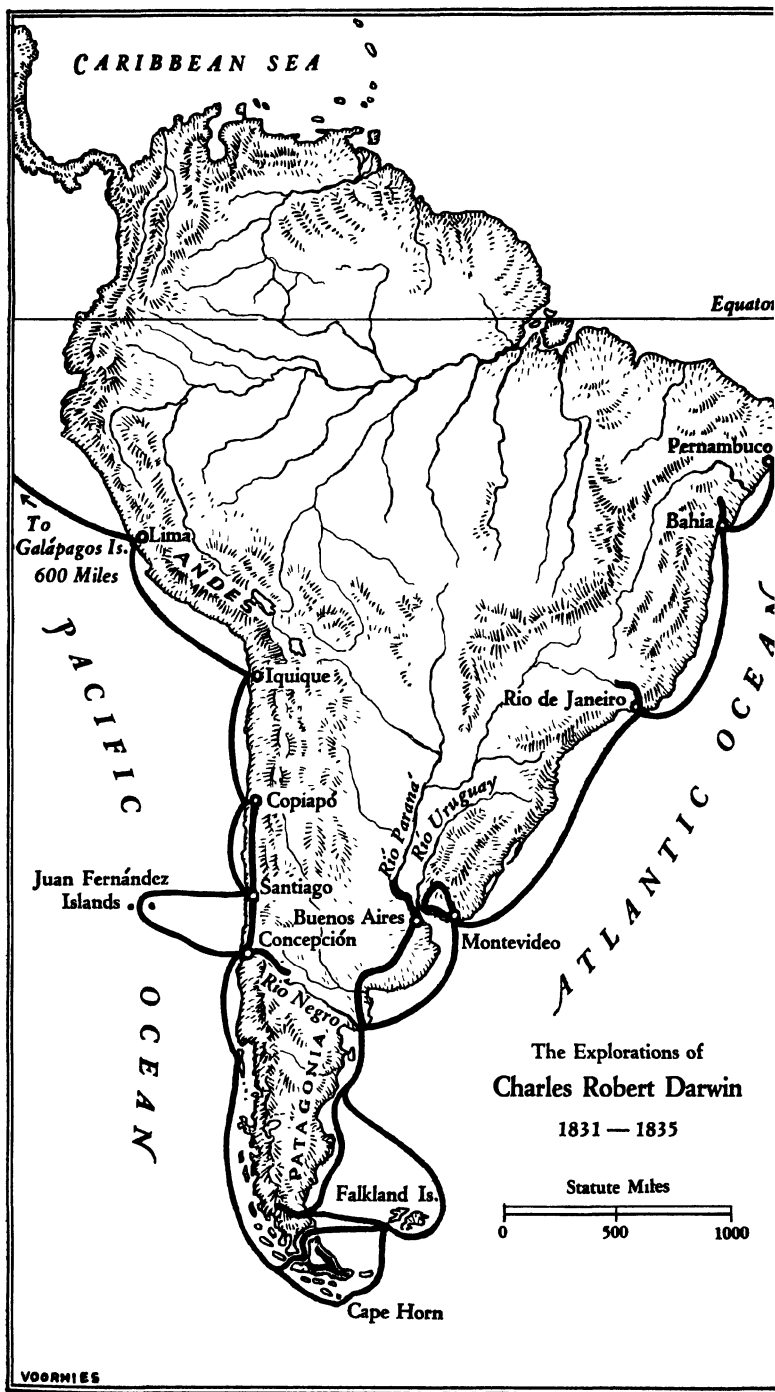 CARIBBEAN SEA
Equator
Pernambuco
Bahia
To
Galápagos Is.
600 Miles
Lima
ANDES
PACIFIC
OCEAN
Iquique
Rio de Janeiro
ATLANTIC OCEAN
Copiapó
Río Paraná
Río Uruguay
Juan Fernández
Islands
Santiago
Buenos Aires
Concepción
Montevideo
Río Negro
PATAGONIA
The Explorations of
Charles Robert Darwin
1831 — 1835
Falkland Is.
Statute Miles
0 500 1000
Cape Horn
VOORHIES